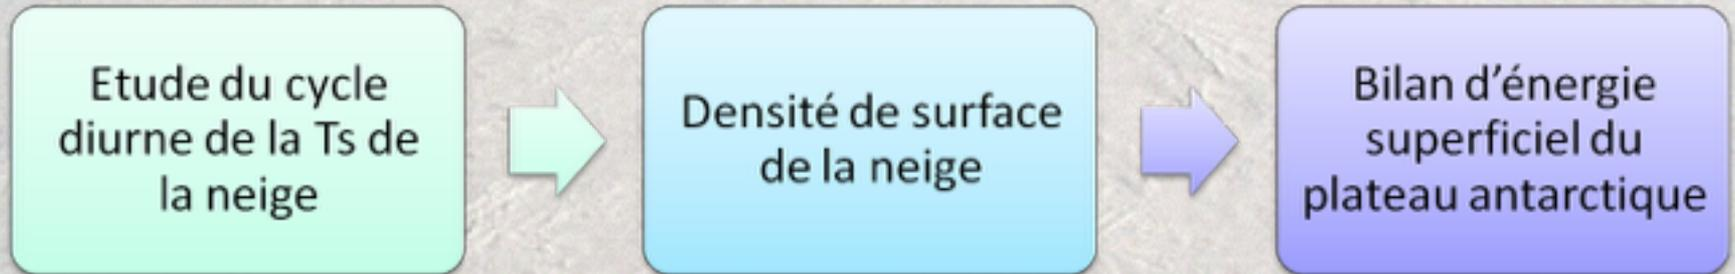 Etude du cycle
diurne de la Ts de
la neige
Densité de surface
de la neige
Bilan d’énergie
superficiel du
plateau antarctique